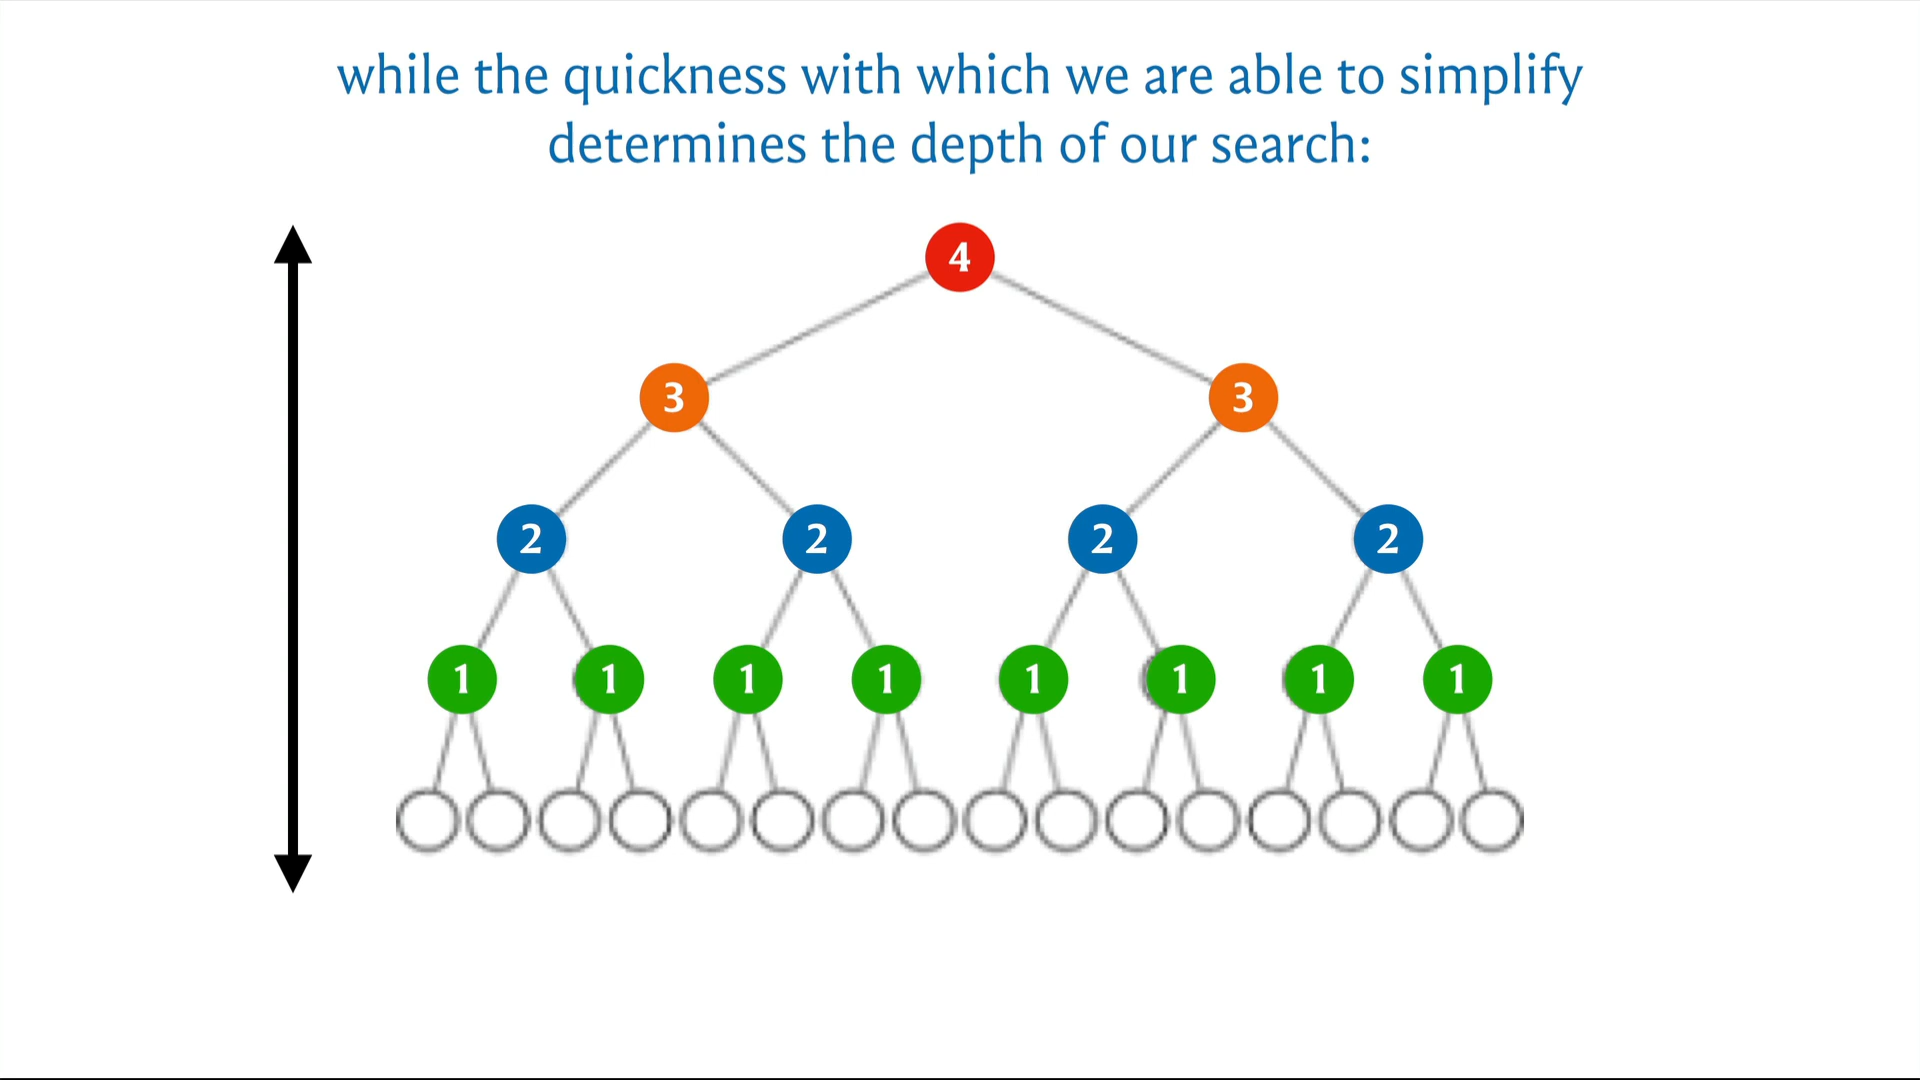 while the quickness with which we are able to simplify
determines the depth of our search:
4
3 3
2 2 2 2
1 1 1 1 1 1 1 1